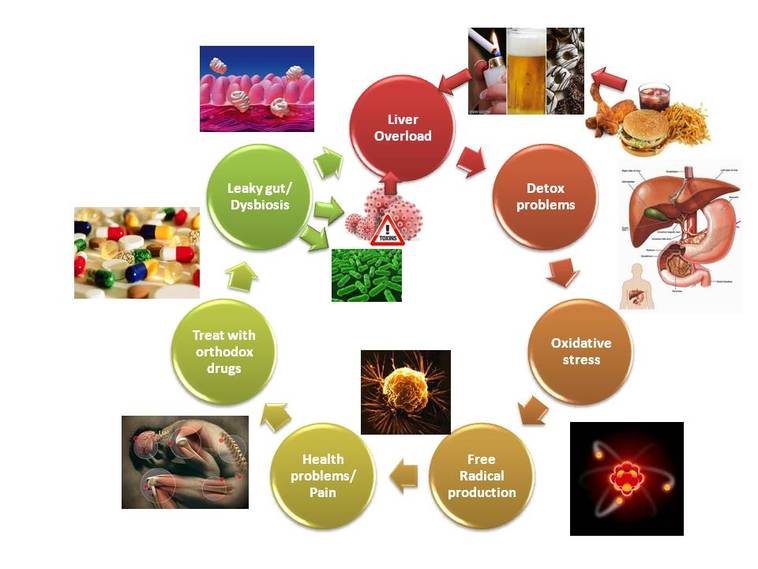 Liver
Overload
Detox
problems
Oxidative
stress
Free
Radical
production
Health
problems/
Pain
Treat with
orthodox
drugs
Leaky gut/
Dysbiosis
!
TOXINS